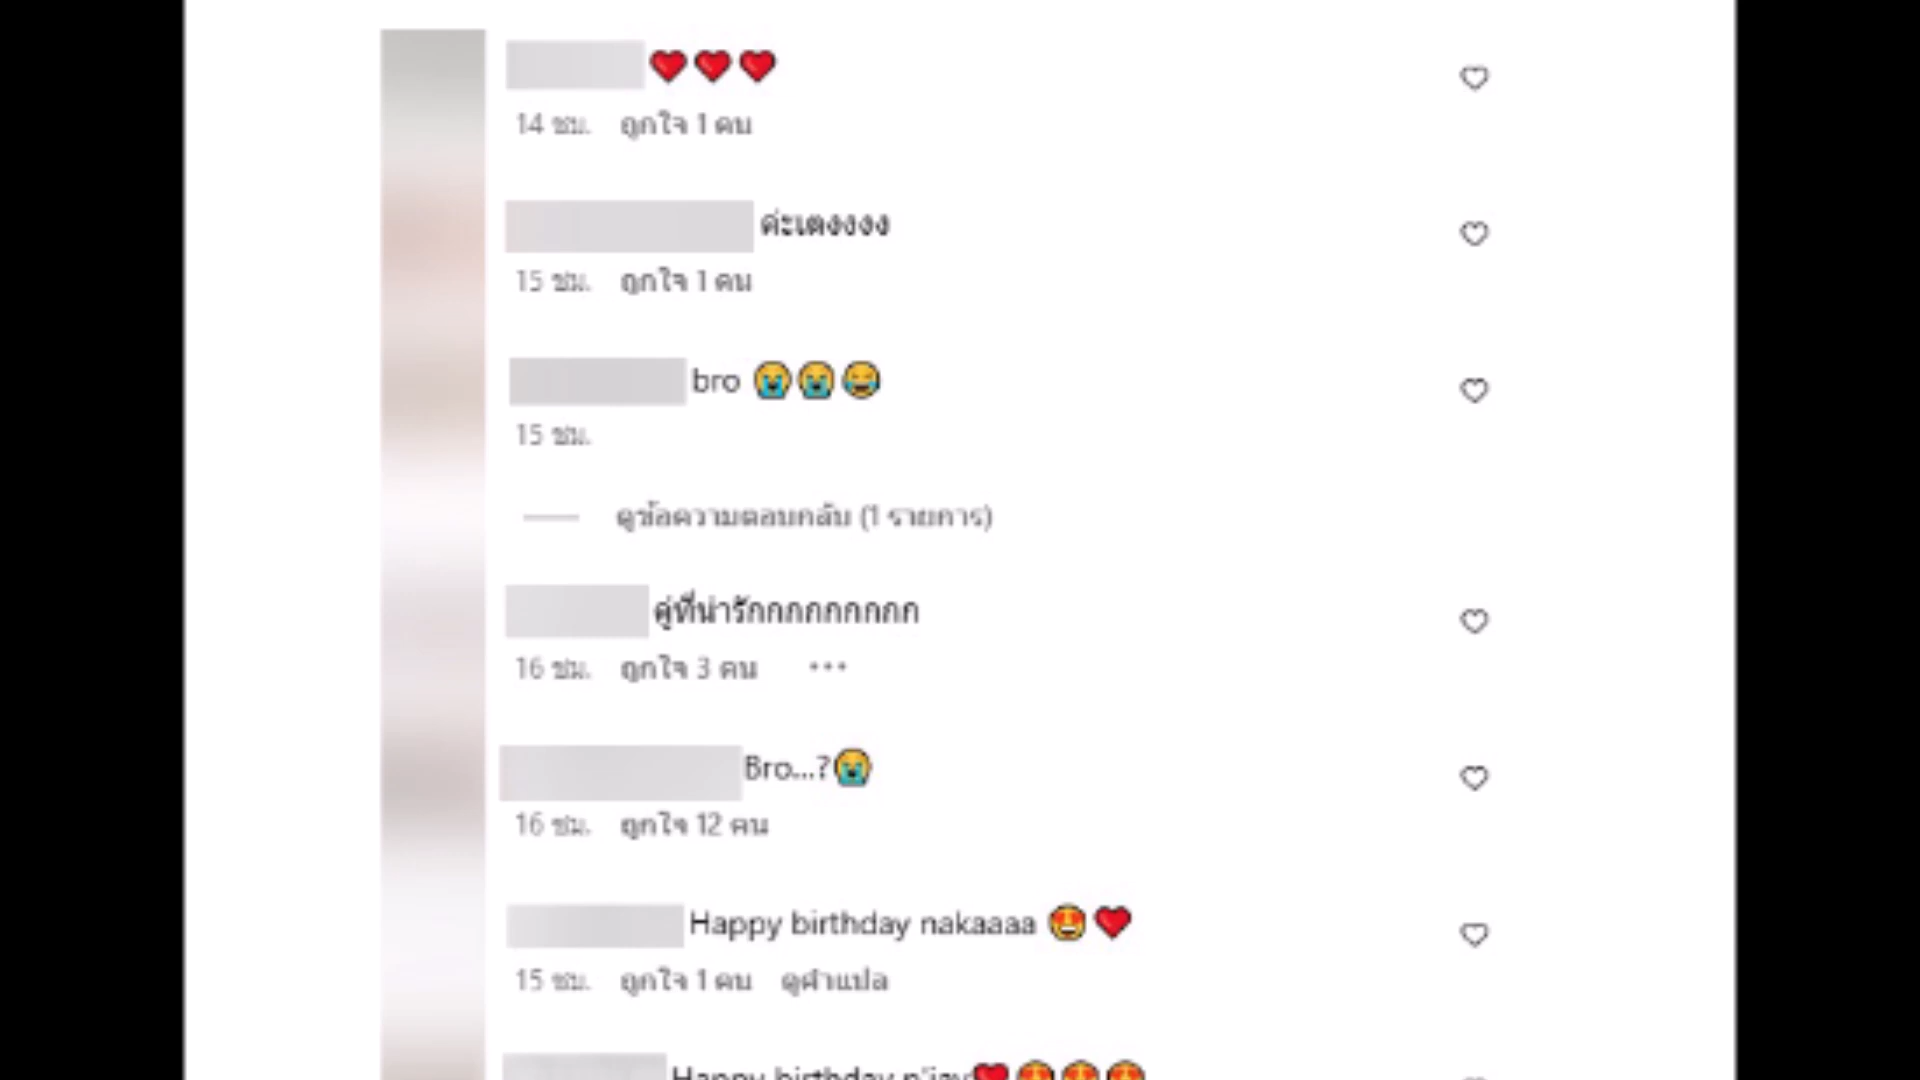 ❤️❤️❤️
14 ชม. ถูกใจ 1 คน
ค่ะเตงงงง
15 ชม. ถูกใจ 1 คน
bro 😭😭😂
15 ชม.
ดูข้อความตอบกลับ (1 รายการ)
คู่ที่น่ารักกกกกกกกก
16 ชม. ถูกใจ 3 คน •••
Bro...?😭
16 ชม. ถูกใจ 12 คน
Happy birthday nakaaaa 🤩❤️
15 ชม. ถูกใจ 1 คน ดูคำแปล
Happy birthday n'jay❤️🤩🤩🤩